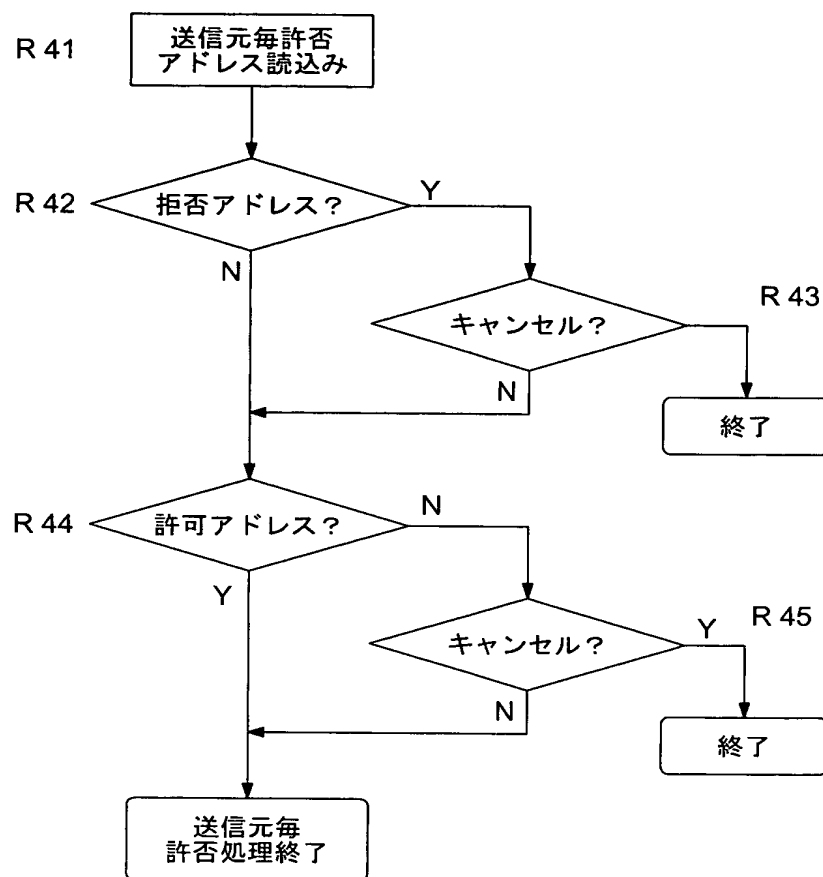 R 41
送信元毎許否
アドレス読込み
R 42
拒否アドレス？
Y
N
R 43
キャンセル？
N
終了
R 44
許可アドレス？
N
Y
R 45
キャンセル？
Y
N
終了
送信元毎
許否処理終了